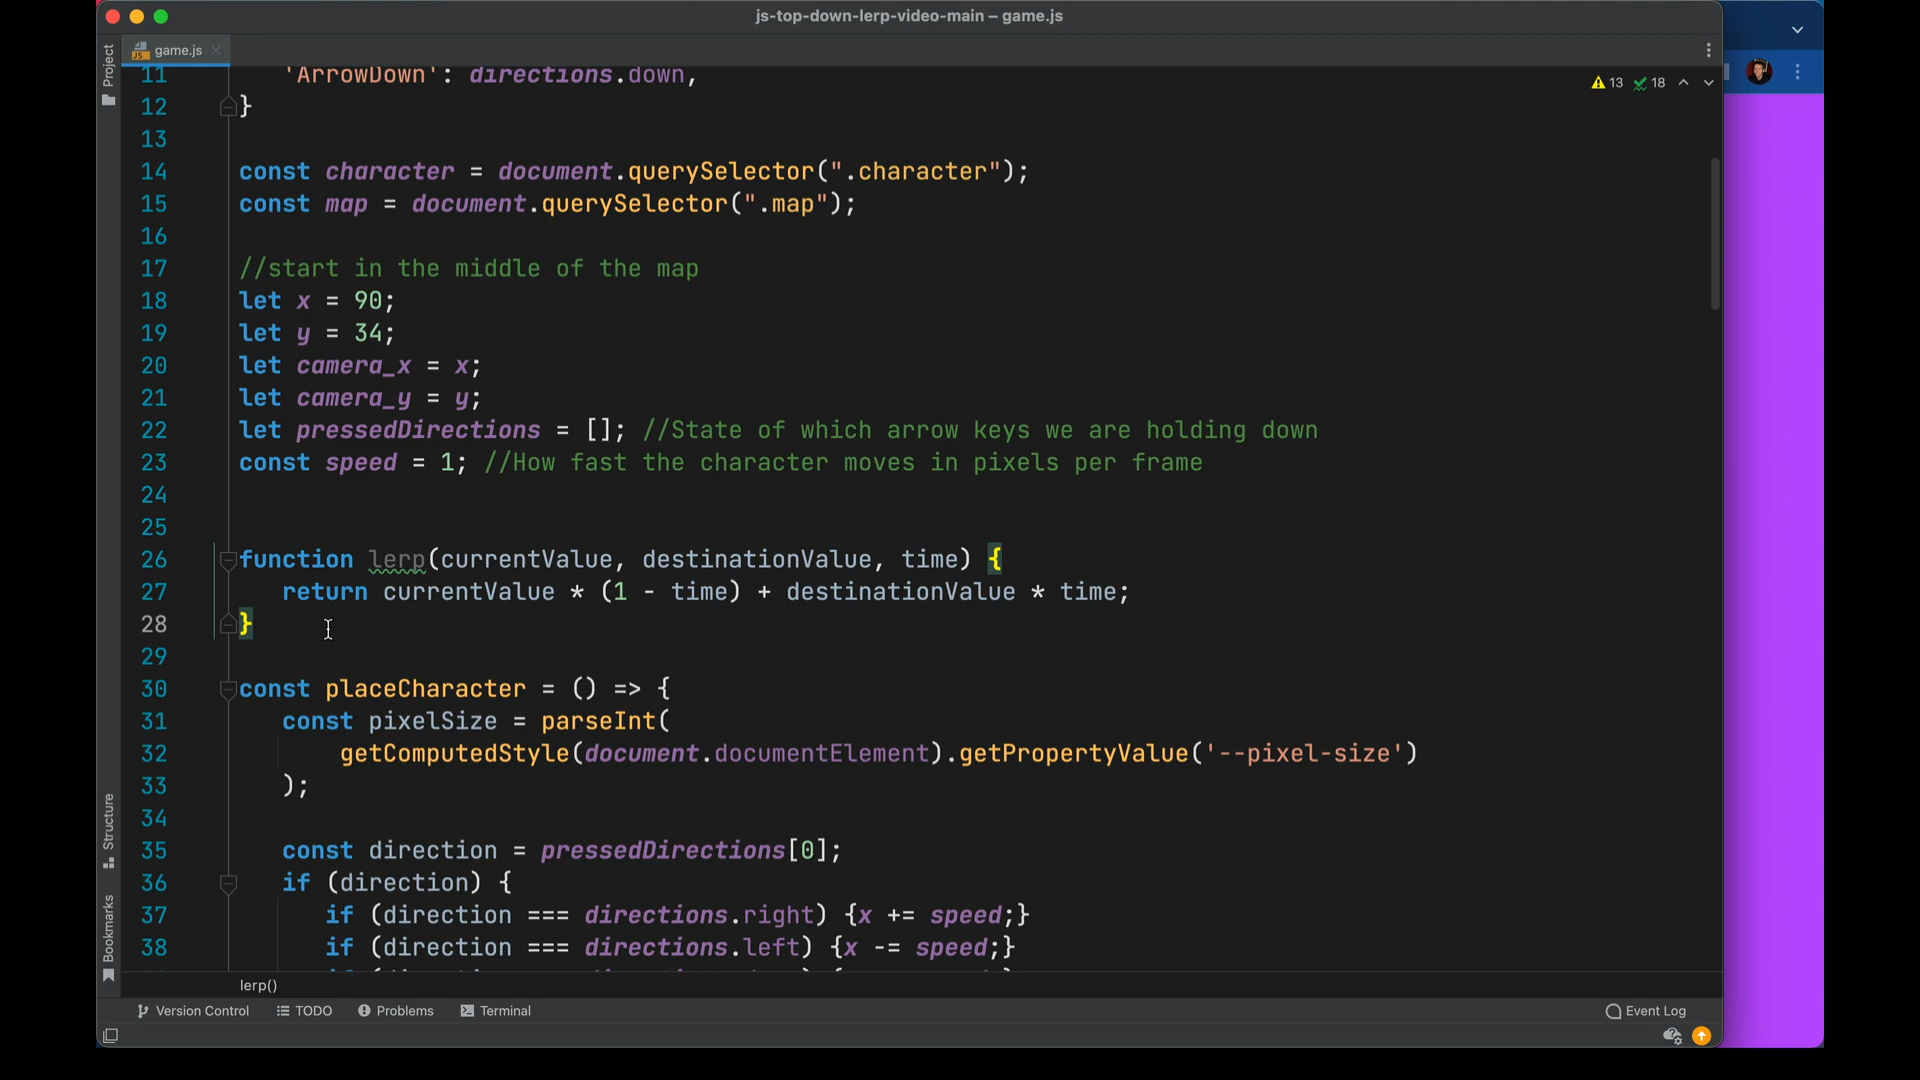 js-top-down-lerp-video-main – game.js
Project
game.js
13 18
11 'ArrowDown': directions.down,
12 }
13
14 const character = document.querySelector(".character");
15 const map = document.querySelector(".map");
16
17 //start in the middle of the map
18 let x = 90;
19 let y = 34;
20 let camera_x = x;
21 let camera_y = y;
22 let pressedDirections = []; //State of which arrow keys we are holding down
23 const speed = 1; //How fast the character moves in pixels per frame
24
25
26 function lerp(currentValue, destinationValue, time) {
27 return currentValue * (1 - time) + destinationValue * time;
28 }
29
30 const placeCharacter = () => {
31 const pixelSize = parseInt(
32 getComputedStyle(document.documentElement).getPropertyValue('--pixel-size')
33 );
34
35 const direction = pressedDirections[0];
36 if (direction) {
37 if (direction === directions.right) {x += speed;}
38 if (direction === directions.left) {x -= speed;}
Structure
Bookmarks
lerp()
Version Control TODO Problems Terminal Event Log